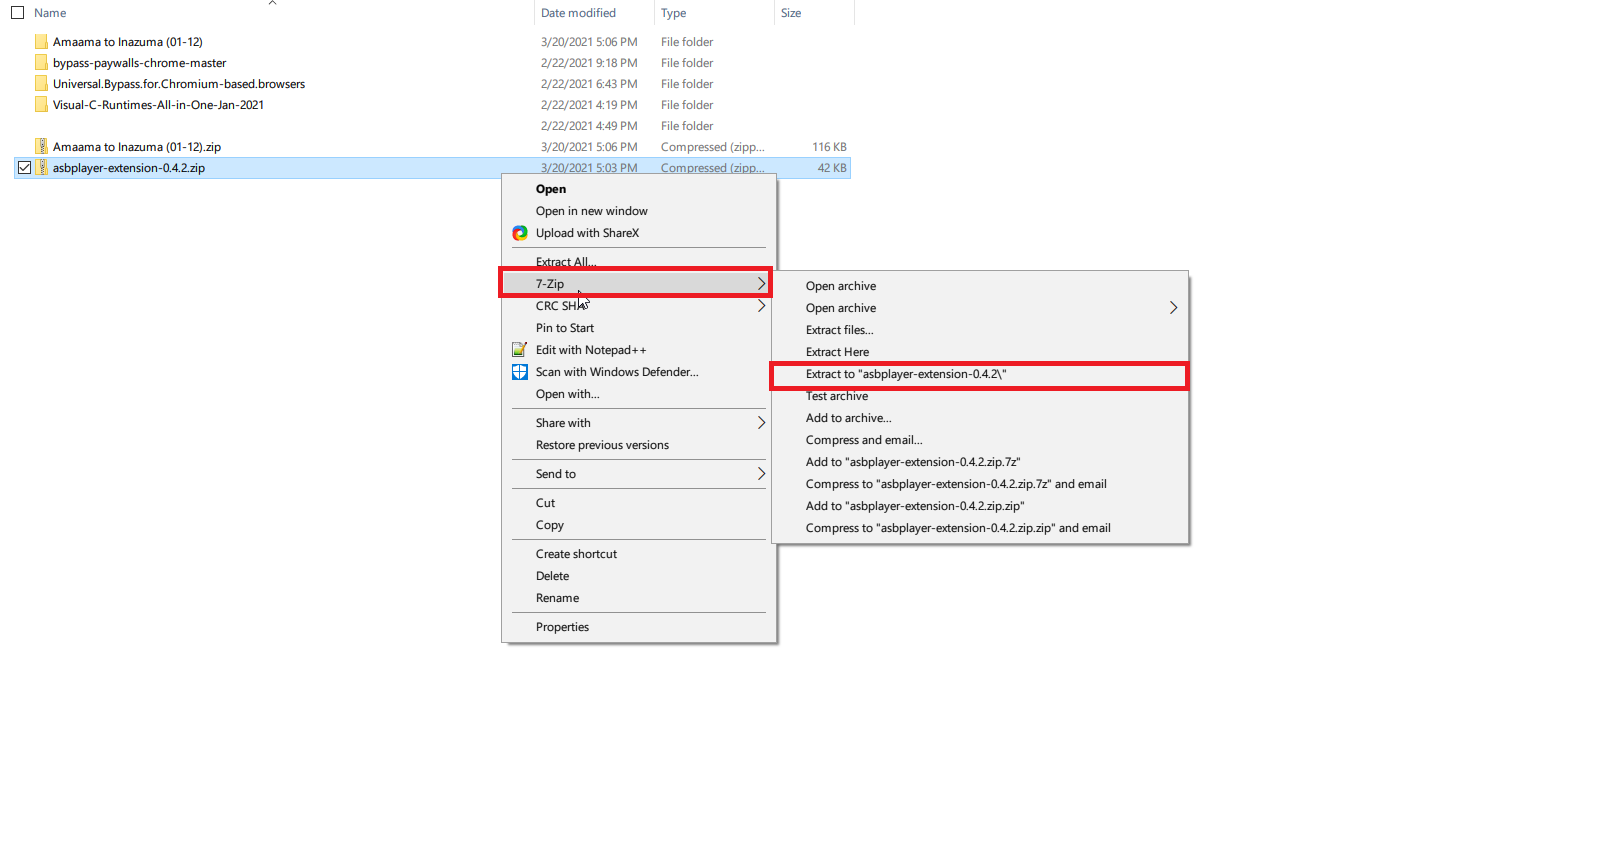 Name Date modified Type Size
Amaama to Inazuma (01-12) 3/20/2021 5:06 PM File folder
bypass-paywalls-chrome-master 2/22/2021 9:18 PM File folder
Universal.Bypass.for.Chromium-based.browsers 2/22/2021 6:43 PM File folder
Visual-C-Runtimes-All-in-One-Jan-2021 2/22/2021 4:19 PM File folder
2/22/2021 4:49 PM File folder
Amaama to Inazuma (01-12).zip 3/20/2021 5:06 PM Compressed (zipp... 116 KB
asbplayer-extension-0.4.2.zip 3/20/2021 5:03 PM Compressed (zipp... 42 KB
Open
Open in new window
Upload with ShareX
Extract All...
7-Zip
CRC SHA
Pin to Start
Edit with Notepad++
Scan with Windows Defender...
Open with...
Share with
Restore previous versions
Send to
Cut
Copy
Create shortcut
Delete
Rename
Properties
Open archive
Open archive
Extract files...
Extract Here
Extract to "asbplayer-extension-0.4.2\"
Test archive
Add to archive...
Compress and email...
Add to "asbplayer-extension-0.4.2.zip.7z"
Compress to "asbplayer-extension-0.4.2.zip.7z" and email
Add to "asbplayer-extension-0.4.2.zip.zip"
Compress to "asbplayer-extension-0.4.2.zip.zip" and email